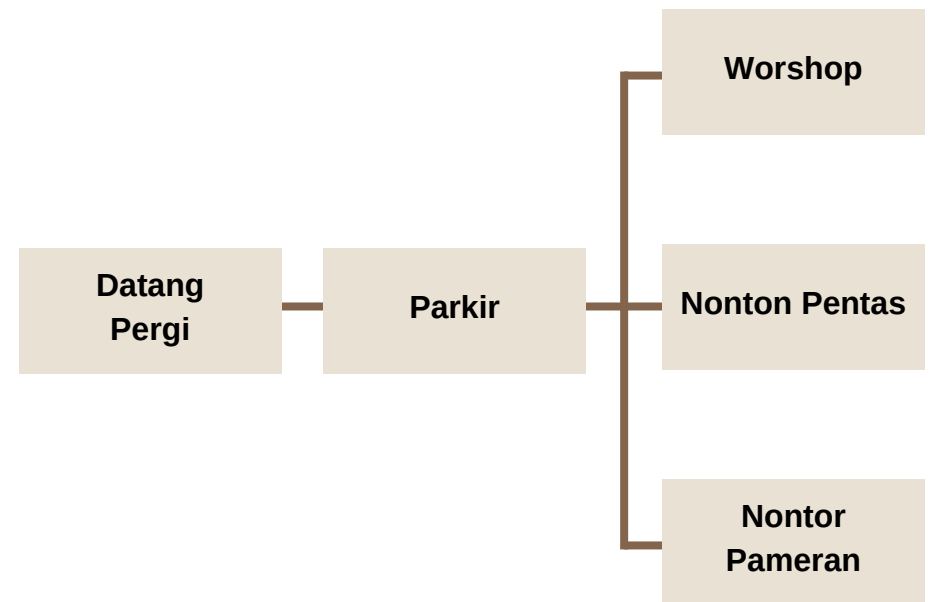 Worshop
Datang
Pergi
Parkir
Nonton Pentas
Nontor
Pameran